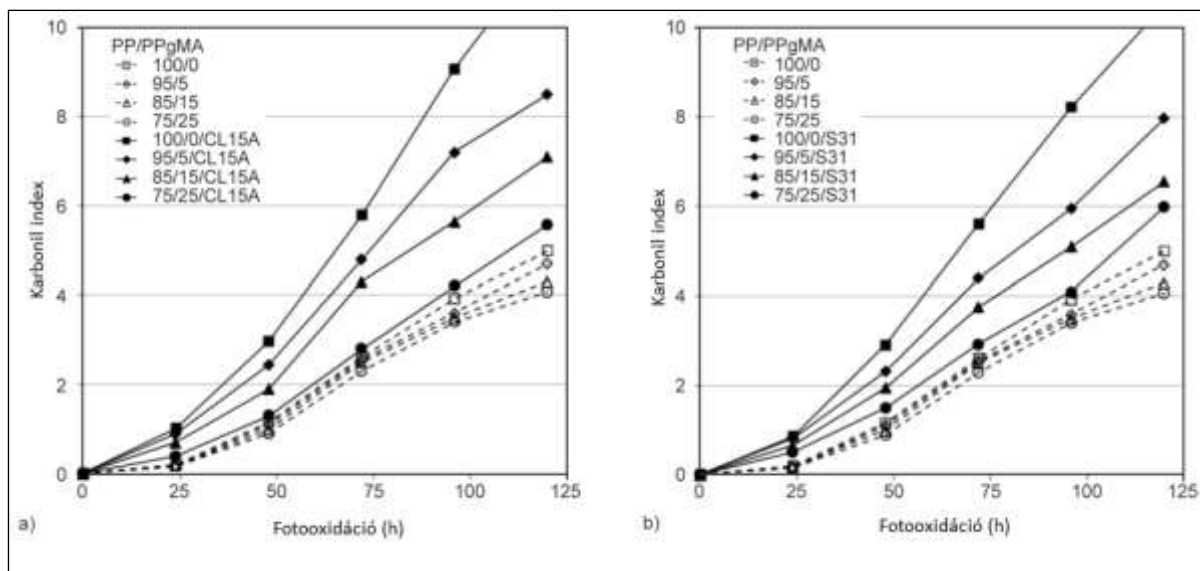 10
8
6
4
2
0
Karbonil index
PP/PPgMA
100/0
95/5
85/15
75/25
100/0/CL15A
95/5/CL15A
85/15/CL15A
75/25/CL15A
0 25 50 75 100 125
Fotooxidáció (h)
a)
10
8
6
4
2
0
Karbonil index
PP/PPgMA
100/0
95/5
85/15
75/25
100/0/S31
95/5/S31
85/15/S31
75/25/S31
0 25 50 75 100 125
Fotooxidáció (h)
b)